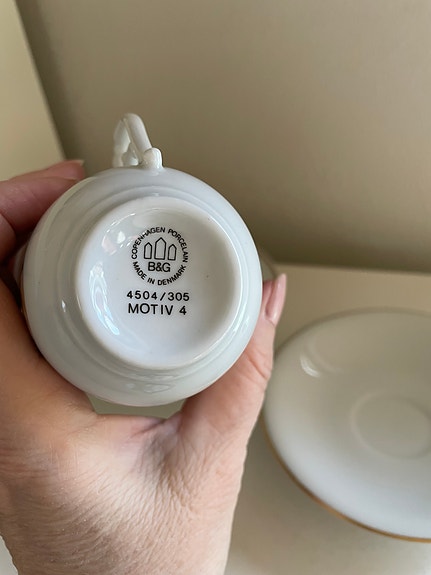 COPENHAGEN PORCELAIN
B&G
MADE IN DENMARK
4504/305
MOTIV 4